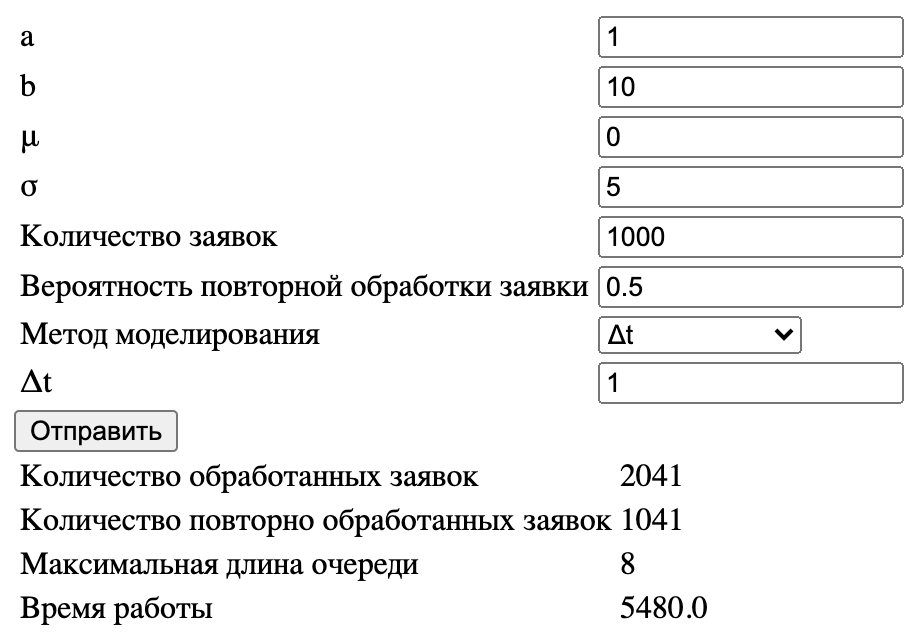 a 1
b 10
μ 0
σ 5
Количество заявок 1000
Вероятность повторной обработки заявки 0.5
Метод моделирования Δt
Δt 1
Отправить
Количество обработанных заявок 2041
Количество повторно обработанных заявок 1041
Максимальная длина очереди 8
Время работы 5480.0